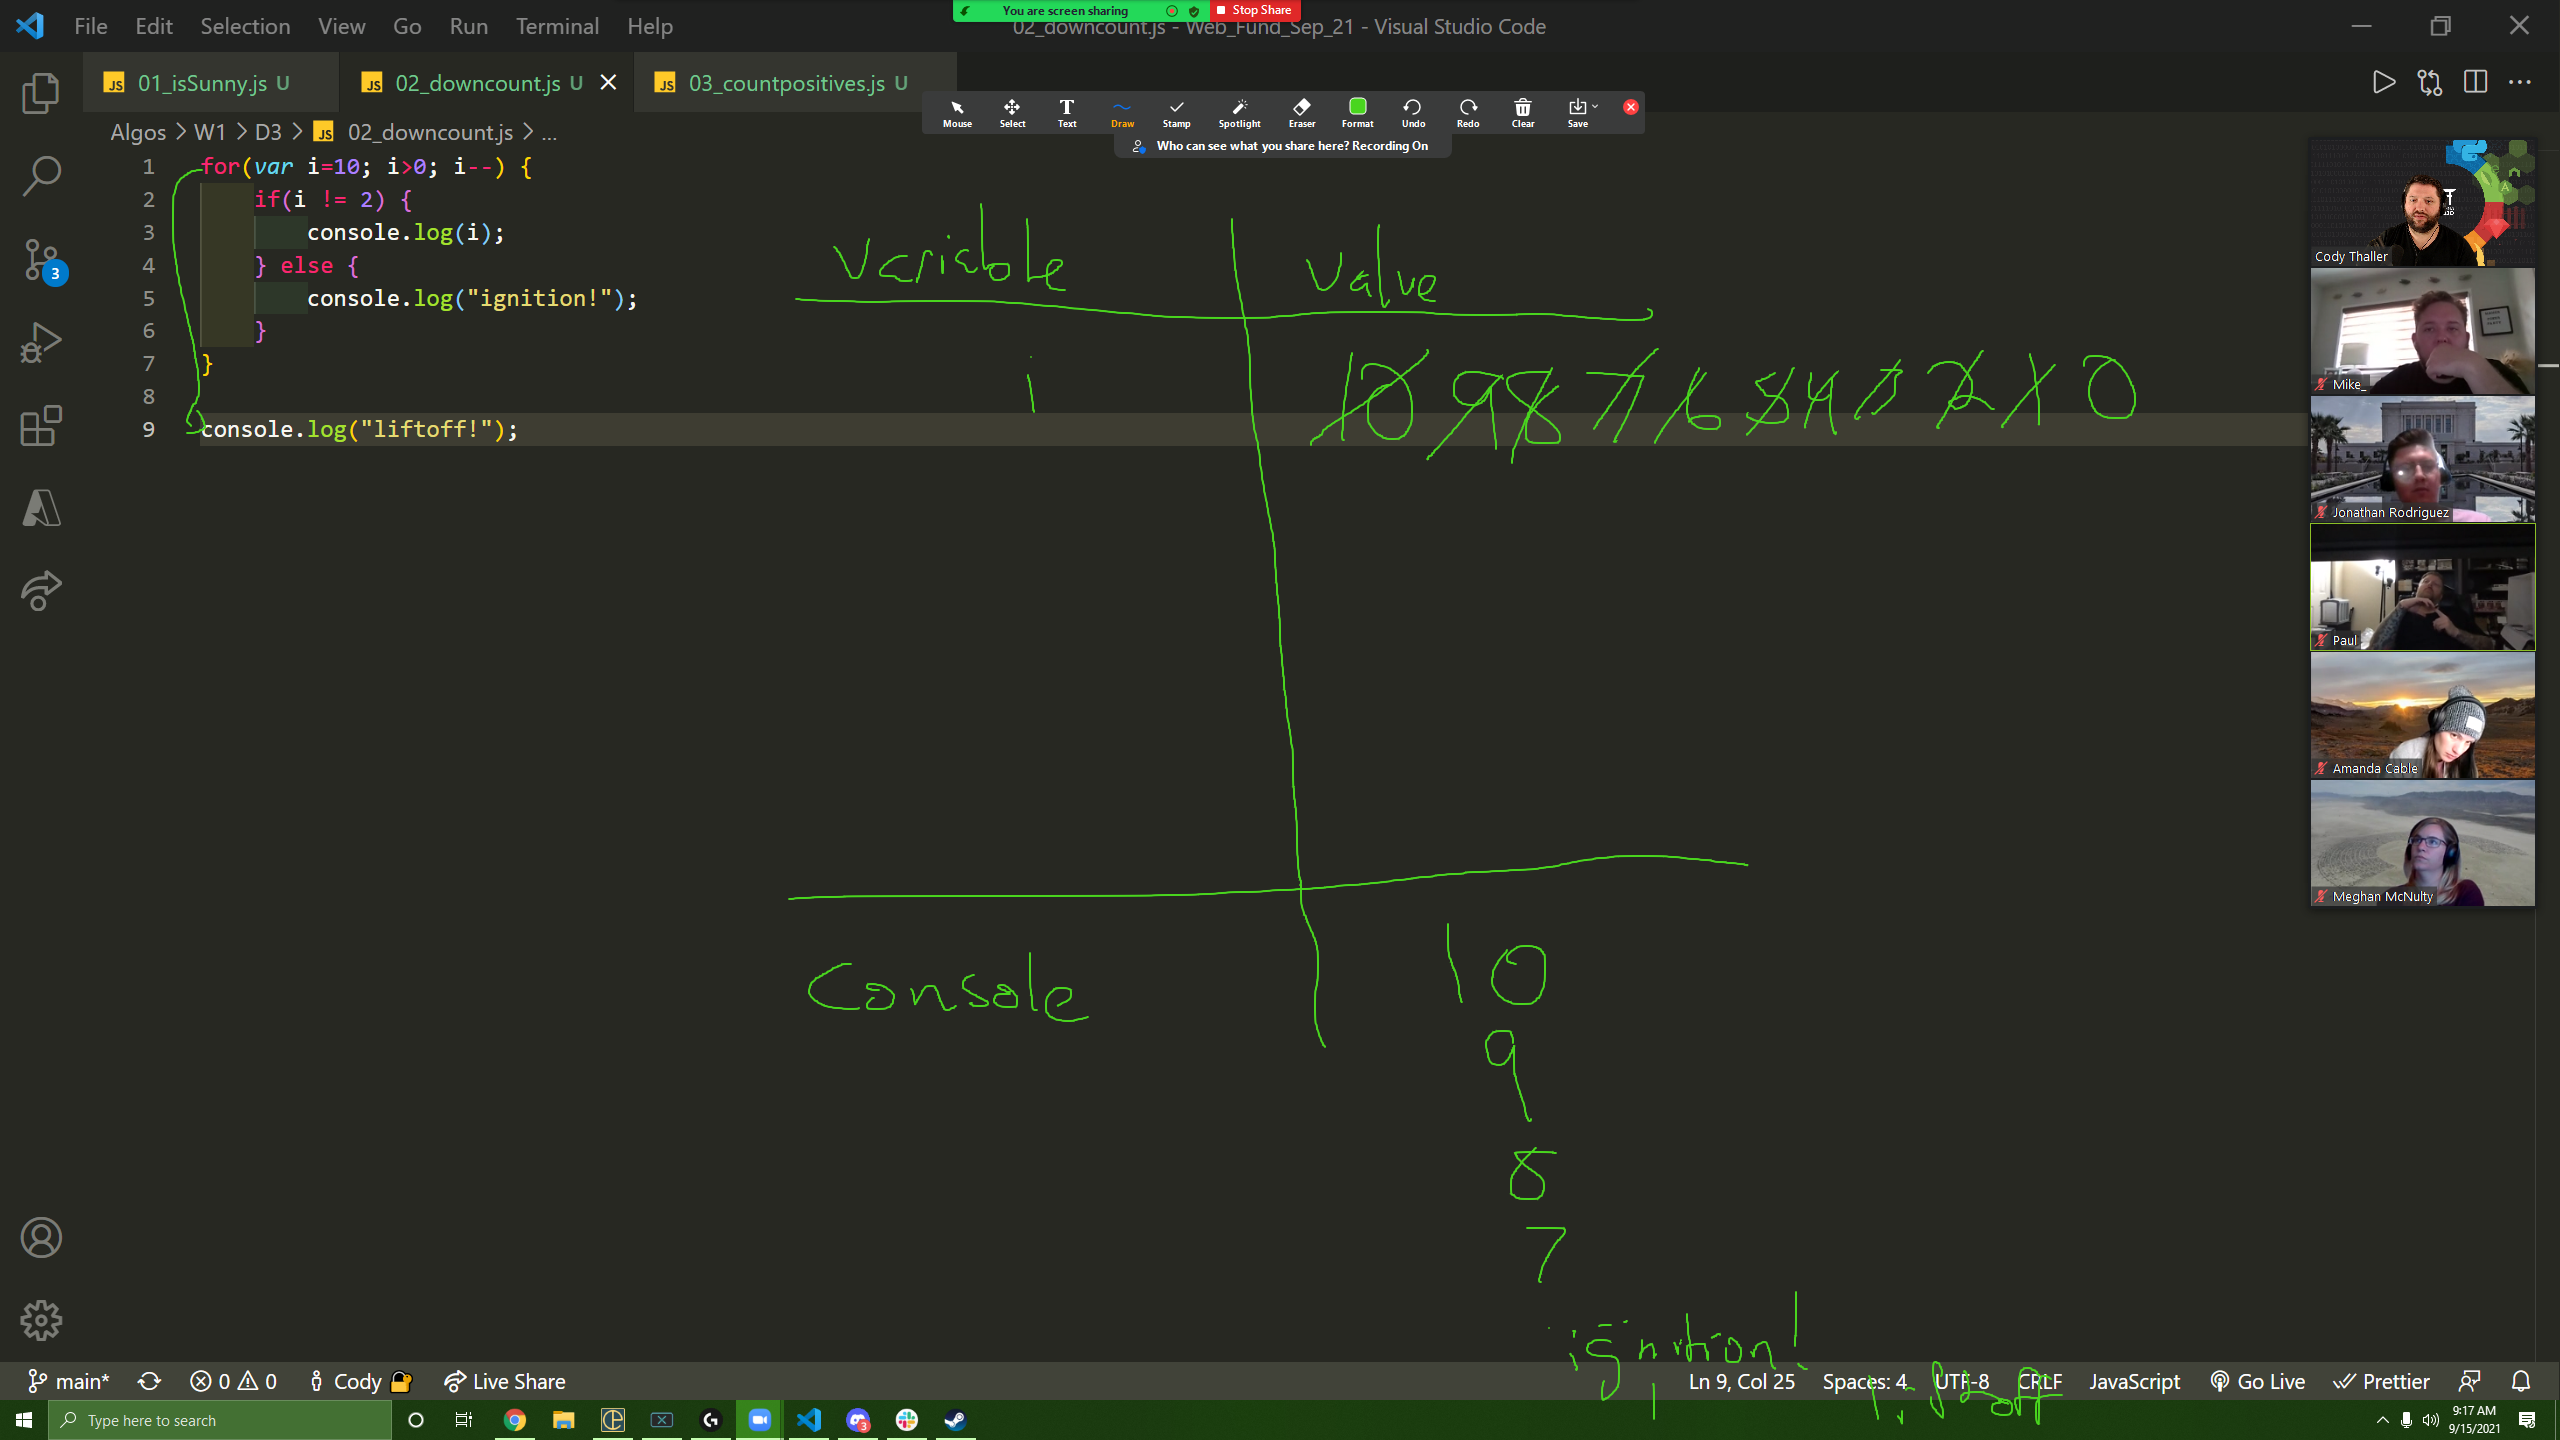 You are screen sharing
Stop Share
File Edit Selection View Go Run Terminal Help
02_downcount.js - Web_Fund_Sep_21 - Visual Studio Code
JS 01_isSunny.js U
JS 02_downcount.js U
JS 03_countpositives.js U
Mouse Select Text Draw Stamp Spotlight Eraser Format Undo Redo Clear Save
Who can see what you share here? Recording On
Algos > W1 > D3 > JS 02_downcount.js > ...
1 for(var i=10; i>0; i--) {
2 if(i != 2) {
3 console.log(i);
4 } else {
5 console.log("ignition!");
6 }
7 }
8
9 console.log("liftoff!");
3
variable value
i 10 9 8 7 6 5 4 3 2 1 0
Console 10
9
8
7
ignition!
1
liftoff
Cody Thaller
Mike_
Jonathan Rodriguez
Paul
Amanda Cable
Meghan McNulty
main* 0 0 Cody Live Share
Ln 9, Col 25 Spaces: 4 UTF-8 CRLF JavaScript Go Live Prettier
Type here to search
3
9:17 AM
9/15/2021